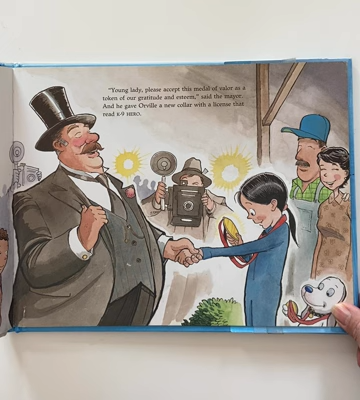 "Young lady, please accept this medal of valor as a
token of our gratitude and esteem," said the mayor.
And he gave Orville a new collar with a license that
read K-9 HERO.